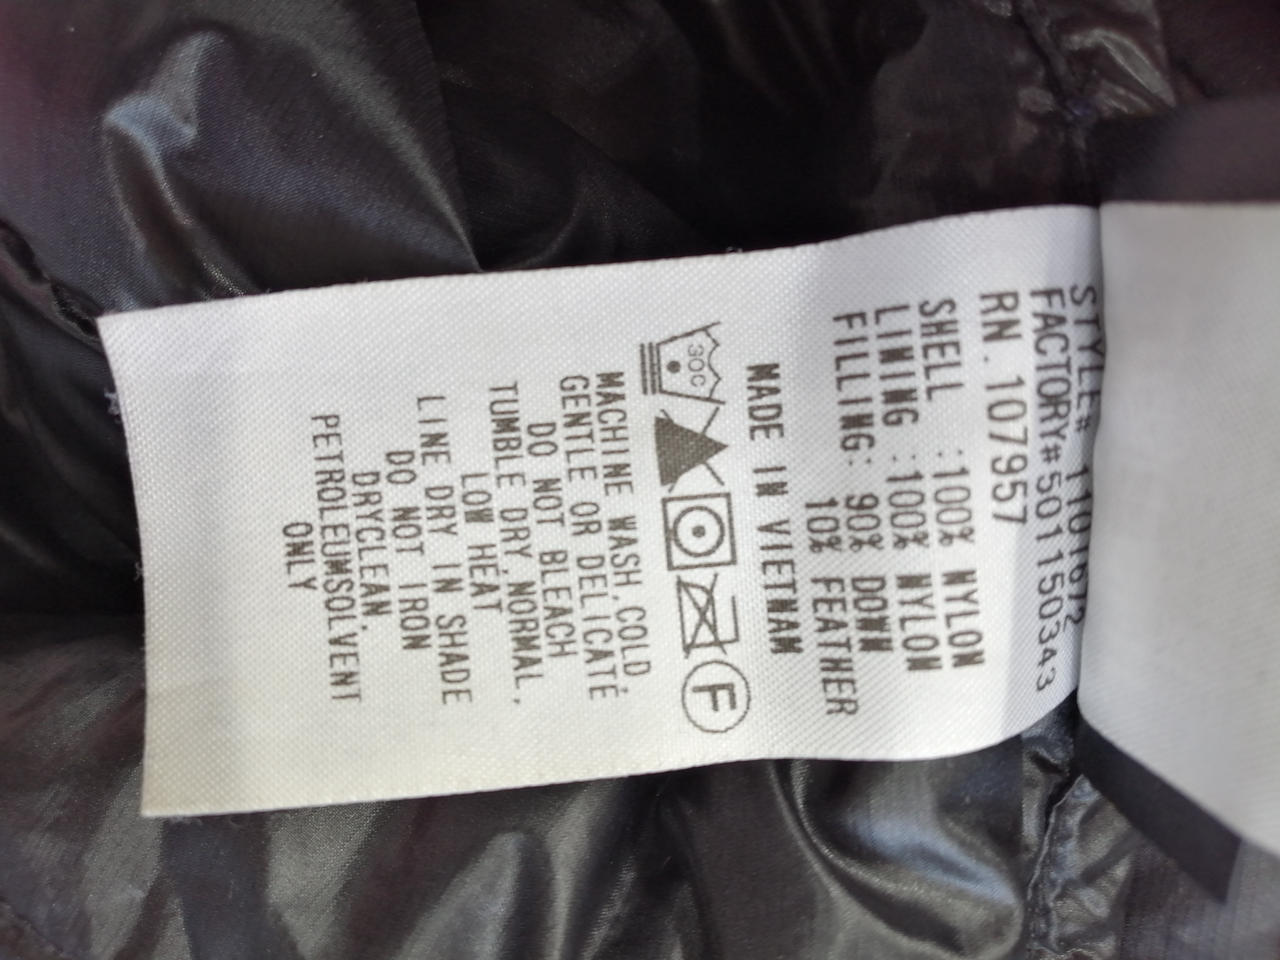 STYLE# 1101672
FACTORY#501150343
RN. 107957
SHELL :100% NYLON
LINING :100% NYLON
FILLING: 90% DOWN
10% FEATHER
MADE IN VIETNAM
30C
F
MACHINE WASH,COLD,
GENTLE OR DELICATE
DO NOT BLEACH
TUMBLE DRY,NORMAL,
LOW HEAT
LINE DRY IN SHADE
DO NOT IRON
DRYCLEAN,
PETROLEUMSOLVENT
ONLY